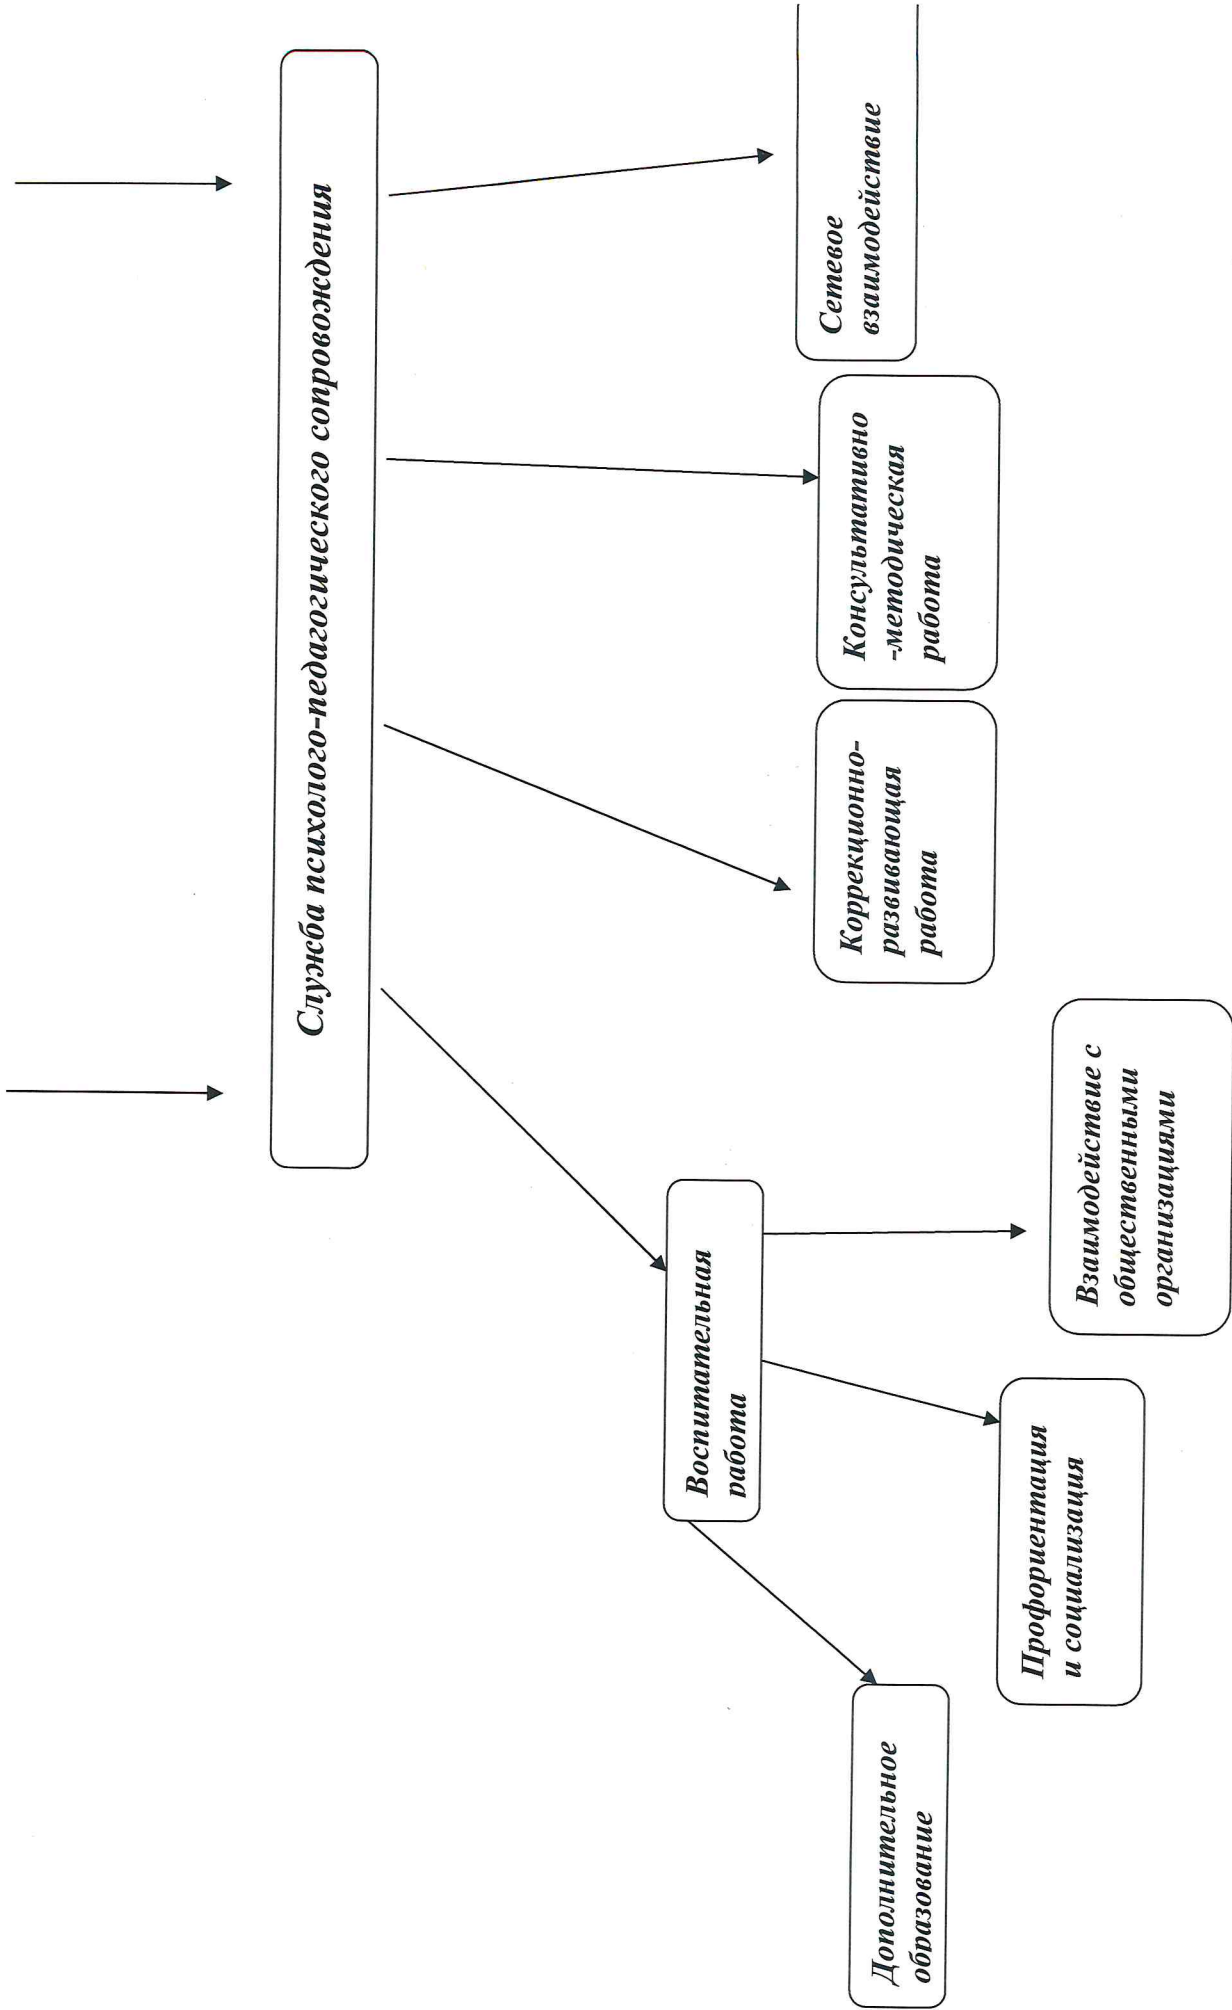 Служба психолого-педагогического сопровождения
Воспитательная
работа
Дополнительное
образование
Профориентация
и социализация
Взаимодействие с
общественными
организациями
Коррекционно-
развивающая
работа
Консультативно
-методическая
работа
Сетевое
взаимодействие